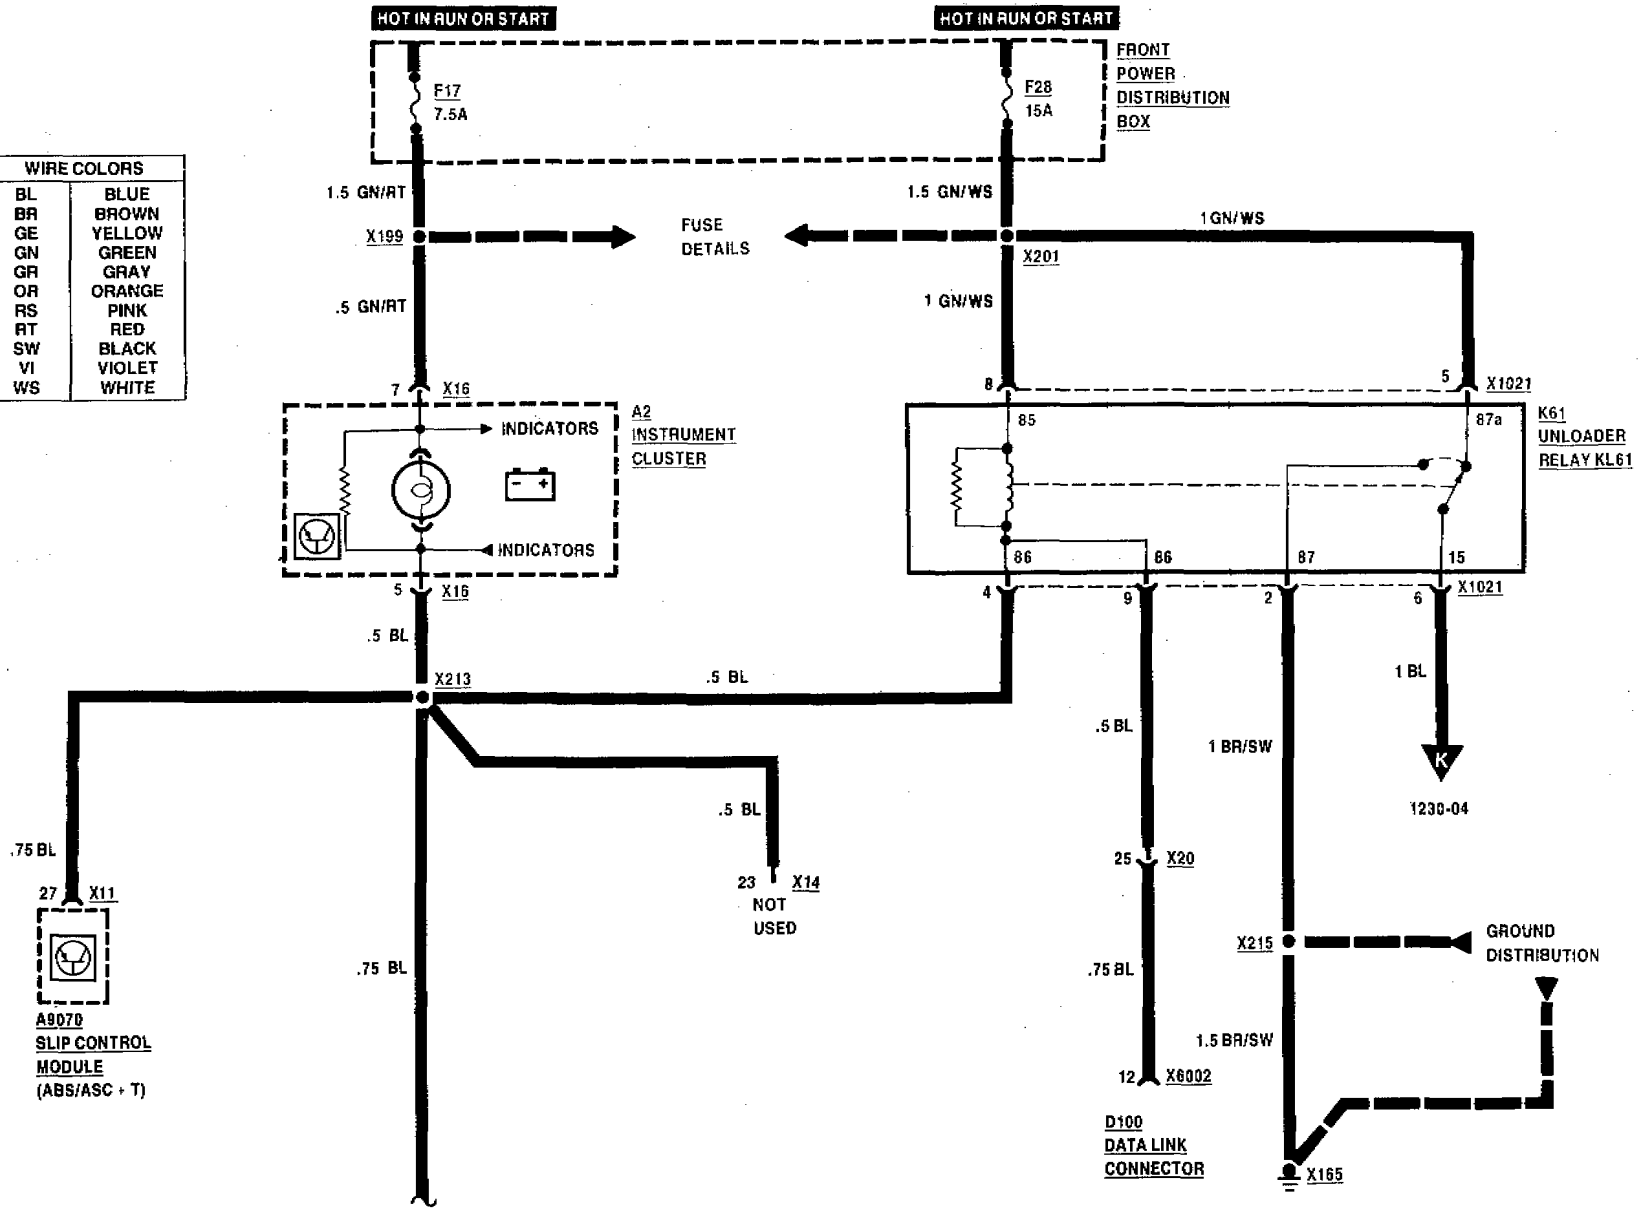 HOT IN RUN OR START
HOT IN RUN OR START
FRONT
POWER
DISTRIBUTION
BOX
F17
7.5A
F28
15A
WIRE COLORS
BL BLUE
BR BROWN
GE YELLOW
GN GREEN
GR GRAY
OR ORANGE
RS PINK
RT RED
SW BLACK
VI VIOLET
WS WHITE
1.5 GN/RT
1.5 GN/WS
1 GN/WS
X199
FUSE
DETAILS
X201
.5 GN/RT
1 GN/WS
7 X16
8
5 X1021
A2
INSTRUMENT
CLUSTER
INDICATORS
- +
INDICATORS
85
87a
K61
UNLOADER
RELAY KL61
86
86
87
15
5 X16
4
9
2
6 X1021
.5 BL
X213
.5 BL
1 BL
.5 BL
1 BR/SW
K
1230-04
.5 BL
.75 BL
27 X11
23 X14
NOT
USED
25 X20
A9070
SLIP CONTROL
MODULE
(ABS/ASC + T)
.75 BL
.75 BL
X215
GROUND
DISTRIBUTION
1.5 BR/SW
12 X6002
D100
DATA LINK
CONNECTOR
X165